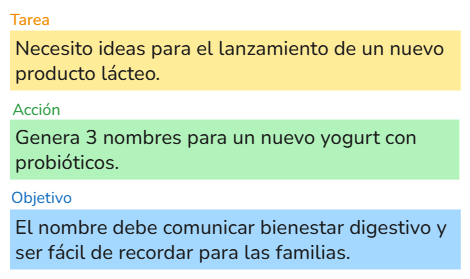 Tarea
Necesito ideas para el lanzamiento de un nuevo
producto lácteo.
Acción
Genera 3 nombres para un nuevo yogurt con
probióticos.
Objetivo
El nombre debe comunicar bienestar digestivo y
ser fácil de recordar para las familias.